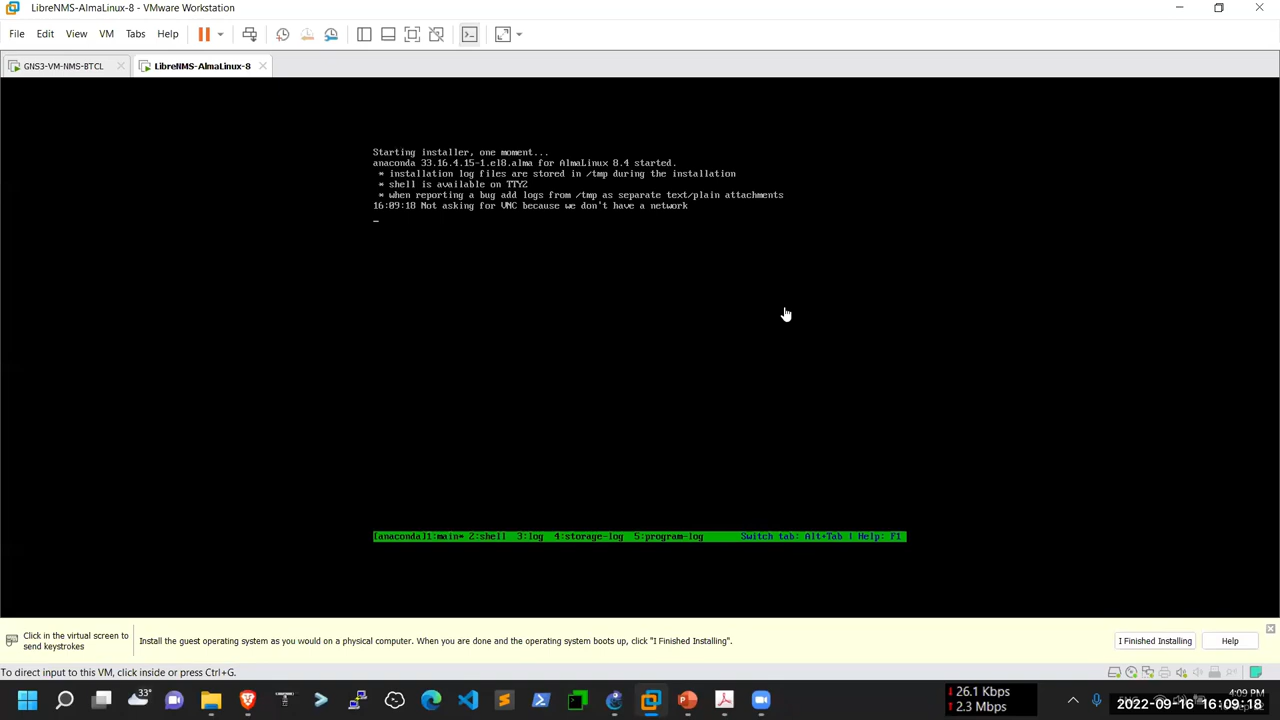 LibreNMS-AlmaLinux-8 - VMware Workstation
File Edit View VM Tabs Help
GNS3-VM-NMS-BTCL LibreNMS-AlmaLinux-8
Starting installer, one moment...
anaconda 33.16.4.15-1.el8.alma for AlmaLinux 8.4 started.
* installation log files are stored in /tmp during the installation
* shell is available on TTY2
* when reporting a bug add logs from /tmp as separate text/plain attachments
16:09:18 Not asking for VNC because we don't have a network
_
[anaconda]1:main* 2:shell 3:log 4:storage-log 5:program-log Switch tab: Alt+Tab | Help: F1
Click in the virtual screen to
send keystrokes
Install the guest operating system as you would on a physical computer. When you are done and the operating system boots up, click "I Finished Installing".
I Finished Installing Help
To direct input to this VM, click inside or press Ctrl+G.
33°
26.1 Kbps
2.3 Mbps
4:09 PM
2022-09-16 16:09:18